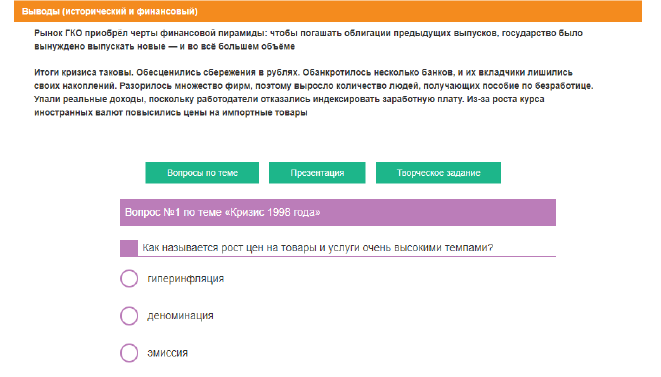 Выводы (исторический и финансовый)
Рынок ГКО приобрёл черты финансовой пирамиды: чтобы погашать облигации предыдущих выпусков, государство было
вынуждено выпускать новые — и во всё большем объёме
Итоги кризиса таковы. Обесценились сбережения в рублях. Обанкротилось несколько банков, и их вкладчики лишились
своих накоплений. Разорилось множество фирм, поэтому выросло количество людей, получающих пособие по безработице.
Упали реальные доходы, поскольку работодатели отказались индексировать заработную плату. Из-за роста курса
иностранных валют повысились цены на импортные товары
Вопросы по теме
Презентация
Творческое задание
Вопрос №1 по теме «Кризис 1998 года»
Как называется рост цен на товары и услуги очень высокими темпами?
гиперинфляция
деноминация
эмиссия